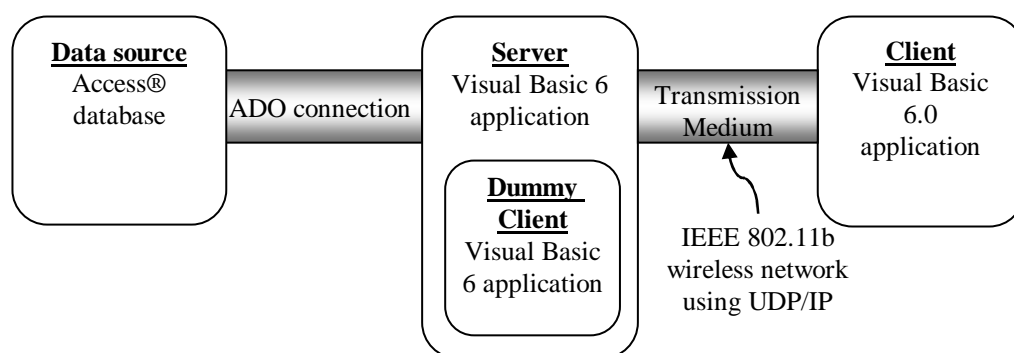 Data source
Access®
database
ADO connection
Server
Visual Basic 6
application
Dummy
Client
Visual Basic
6 application
Transmission
Medium
IEEE 802.11b
wireless network
using UDP/IP
Client
Visual Basic
6.0
application